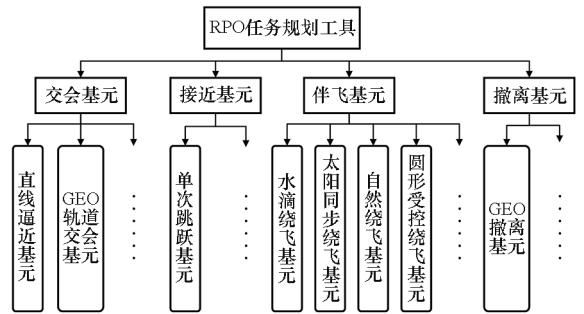 RPO任务规划工具
交会基元
接近基元
伴飞基元
撤离基元
直线逼近基元
GEO轨道交会基元
单次跳跃基元
水滴绕飞基元
太阳同步绕飞基元
自然绕飞基元
圆形受控绕飞基元
GEO撤离基元